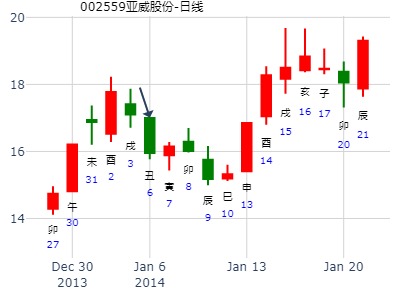 002559亚威股份-日线
20
18
16
14
卯
27
午
30
未
31
酉
2
戌
3
丑
6
寅
7
卯
8
辰
9
巳
10
申
13
酉
14
戌
15
亥
16
子
17
卯
20
辰
21
Dec 30
2013
Jan 6
2014
Jan 13
Jan 20